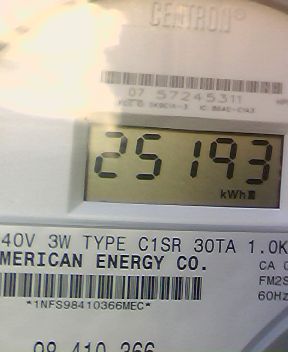 CENTRON®
07 57245311
25193
kWh
40V 3W TYPE C1SR 30TA 1.0K
MERICAN ENERGY CO.
CA 0
FM2S
60Hz
*1NFS98410366MEC*
98 410 366